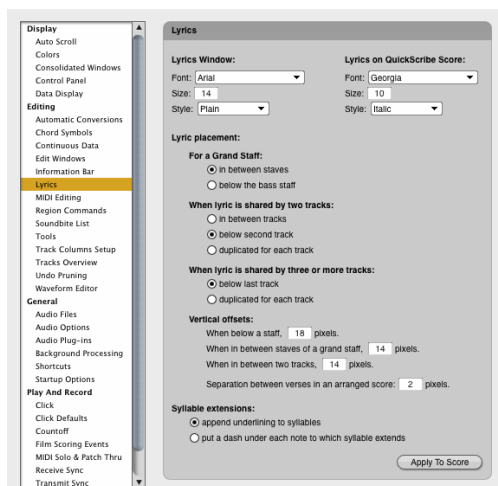 Display
Auto Scroll
Colors
Consolidated Windows
Control Panel
Data Display
Editing
Automatic Conversions
Chord Symbols
Continuous Data
Edit Windows
Information Bar
Lyrics
MIDI Editing
Region Commands
Soundbite List
Tools
Track Columns Setup
Tracks Overview
Undo Pruning
Waveform Editor
General
Audio Files
Audio Options
Audio Plug-ins
Background Processing
Shortcuts
Startup Options
Play And Record
Click
Click Defaults
Countoff
Film Scoring Events
MIDI Solo & Patch Thru
Receive Sync
Transmit Sync
Lyrics
Lyrics Window:
Font: Arial
Size: 14
Style: Plain
Lyrics on QuickScribe Score:
Font: Georgia
Size: 10
Style: Italic
Lyric placement:
For a Grand Staff:
in between staves
below the bass staff
When lyric is shared by two tracks:
in between tracks
below second track
duplicated for each track
When lyric is shared by three or more tracks:
below last track
duplicated for each track
Vertical offsets:
When below a staff, 18 pixels.
When in between staves of a grand staff, 14 pixels.
When in between two tracks, 14 pixels.
Separation between verses in an arranged score: 2 pixels.
Syllable extensions:
append underlining to syllables
put a dash under each note to which syllable extends
Apply To Score